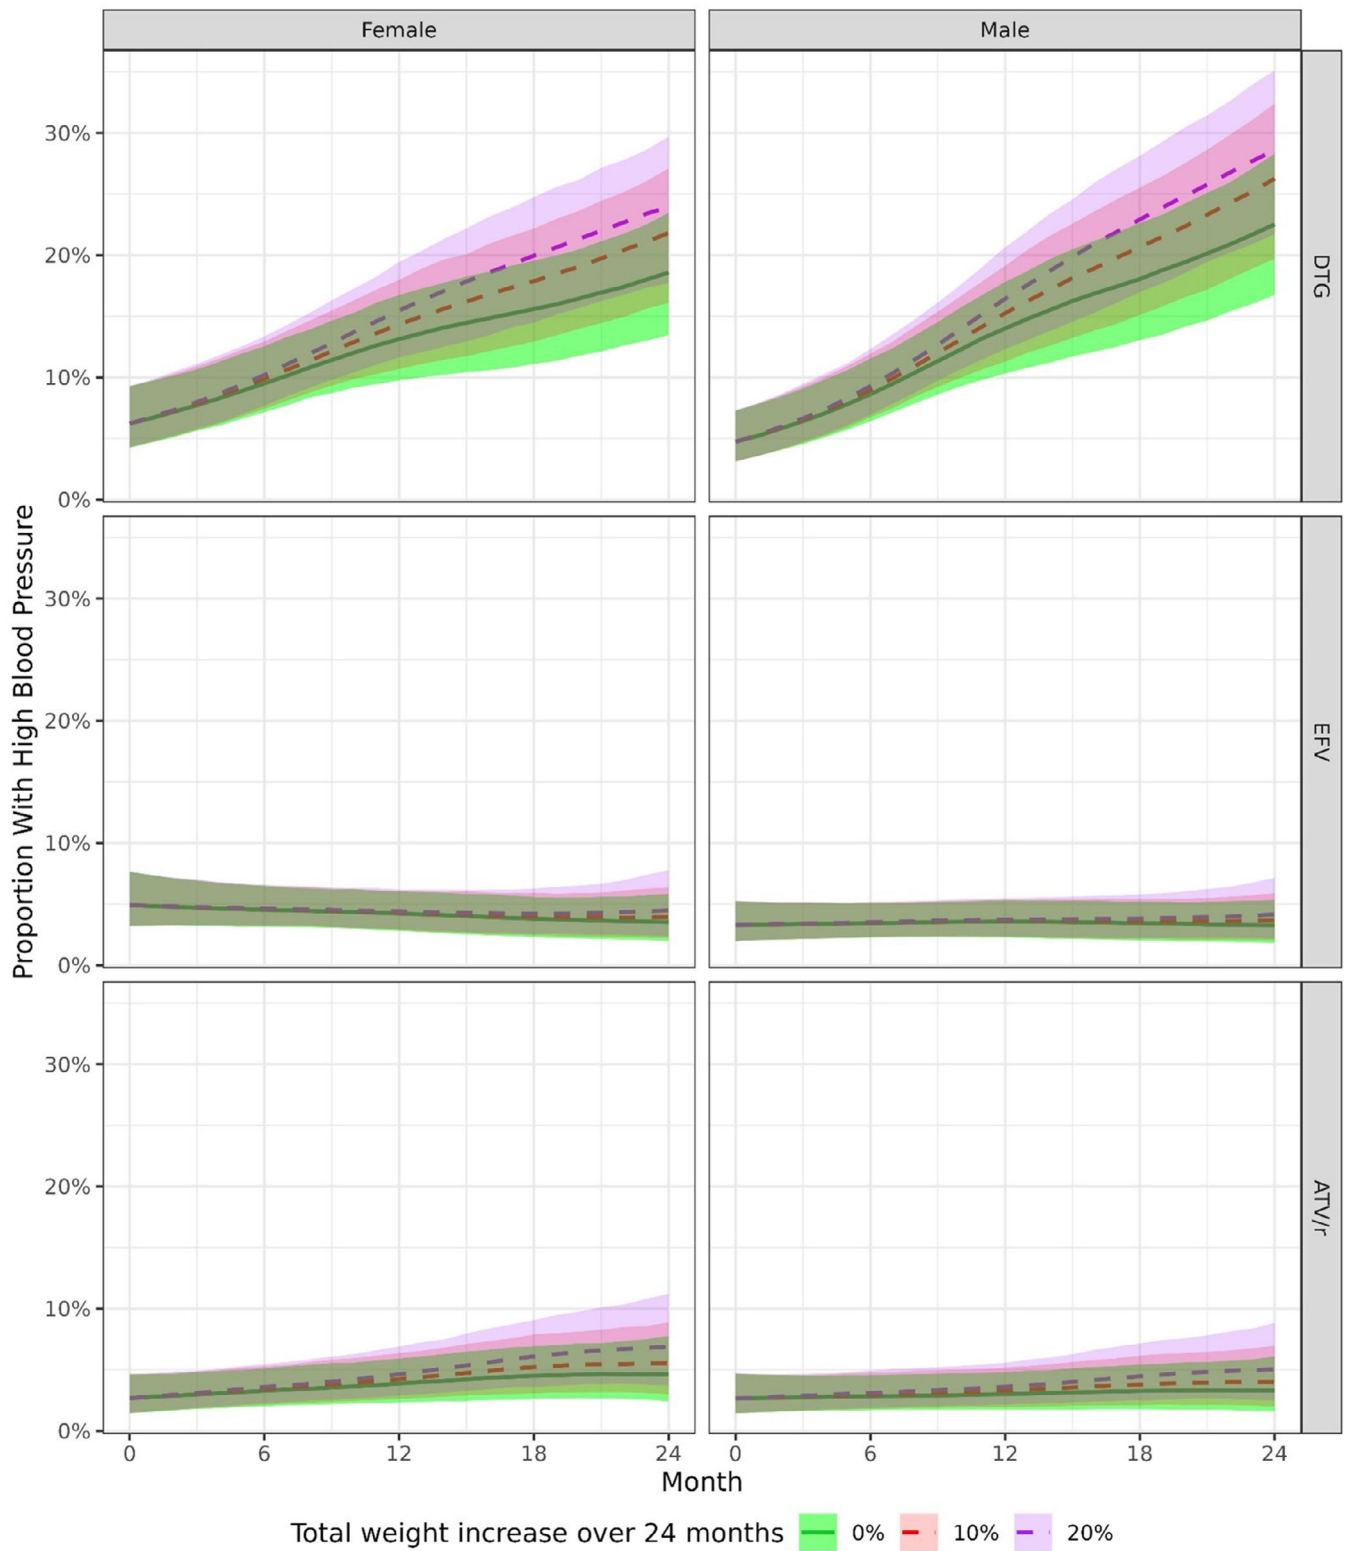 Female
Male
30%
20%
10%
0%
DTG
Proportion With High Blood Pressure
30%
20%
10%
0%
EFV
30%
20%
10%
0%
ATV/r
0 6 12 18 24 0 6 12 18 24
Month
Total weight increase over 24 months 0% 10% 20%